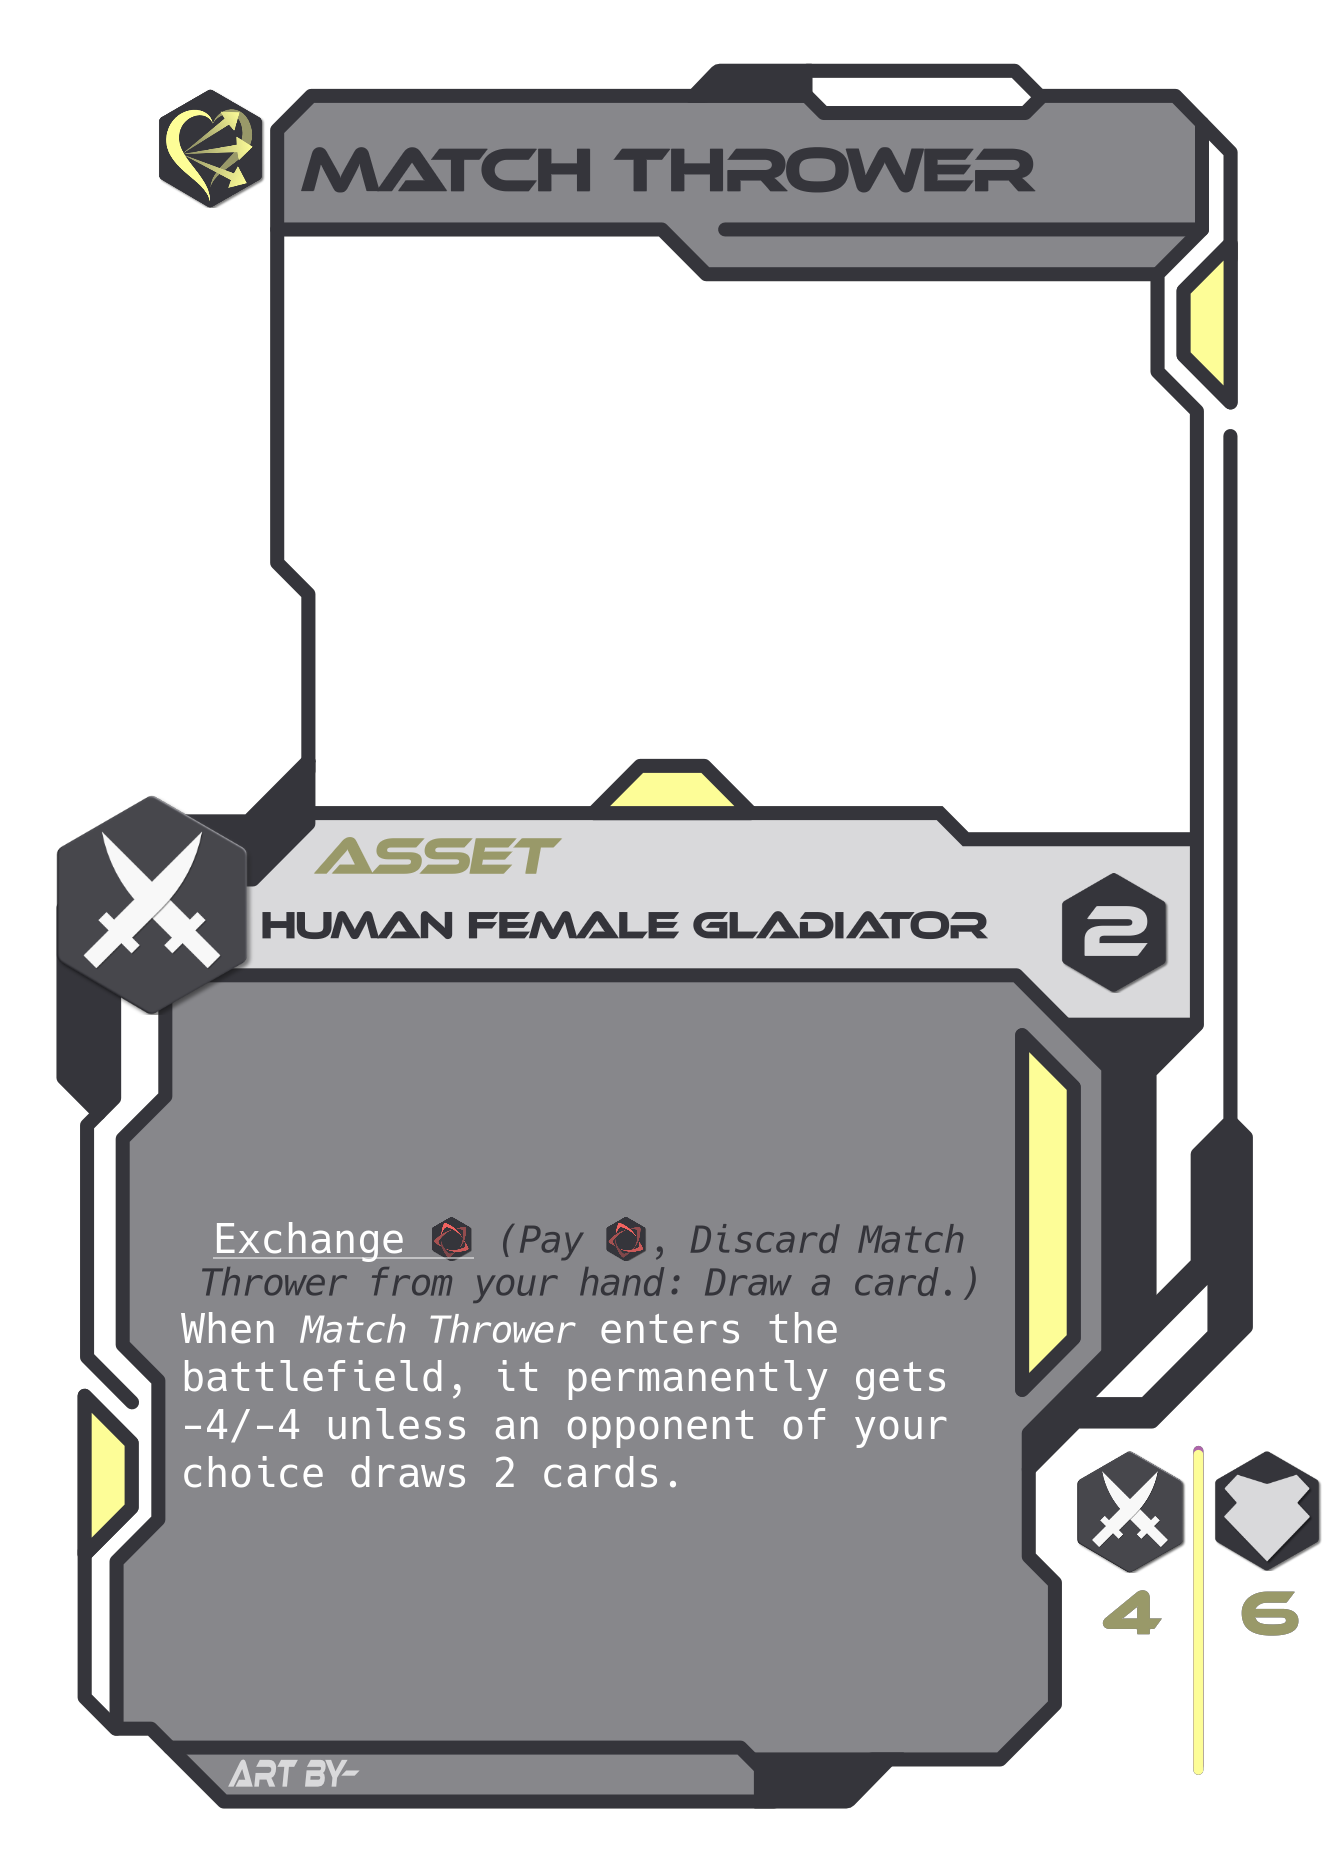 MATCH THROWER
ASSET
HUMAN FEMALE GLADIATOR
2
Exchange (Pay , Discard Match
Thrower from your hand: Draw a card.)
When Match Thrower enters the
battlefield, it permanently gets
-4/-4 unless an opponent of your
choice draws 2 cards.
4
6
ART BY-